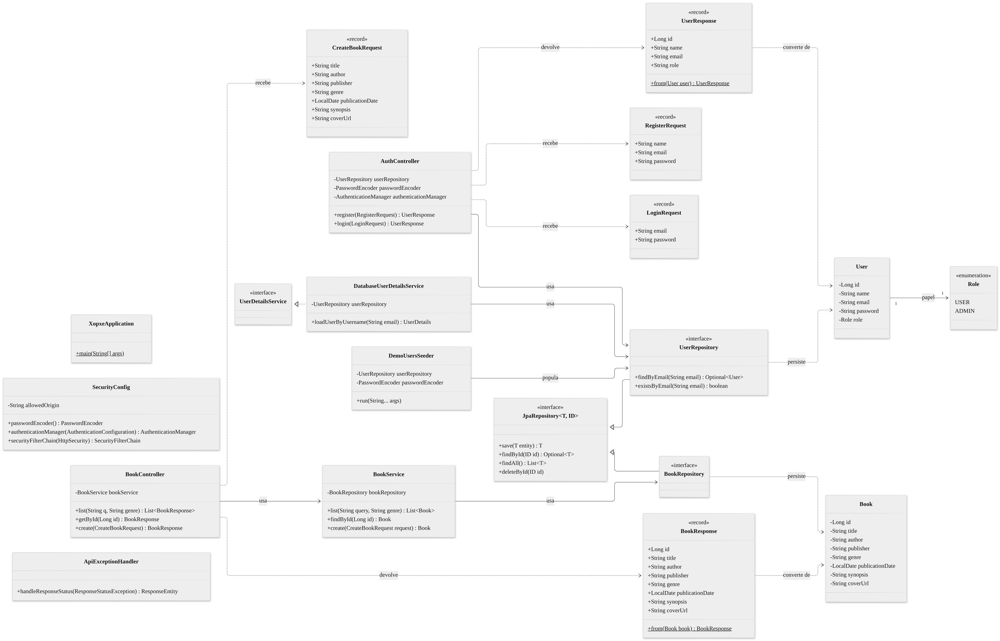 «record»
UserResponse
+Long id
+String name
+String email
+String role
+from(User user) : UserResponse
«record»
CreateBookRequest
+String title
+String author
+String publisher
+String genre
+LocalDate publicationDate
+String synopsis
+String coverUrl
devolve
converte de
recebe
«record»
RegisterRequest
+String name
+String email
+String password
recebe
AuthController
-UserRepository userRepository
-PasswordEncoder passwordEncoder
-AuthenticationManager authenticationManager
+register(RegisterRequest) : UserResponse
+login(LoginRequest) : UserResponse
«record»
LoginRequest
+String email
+String password
recebe
User
-Long id
-String name
-String email
-String password
-Role role
papel
1
1
«enumeration»
Role
USER
ADMIN
«interface»
UserDetailsService
DatabaseUserDetailsService
-UserRepository userRepository
+loadUserByUsername(String email) : UserDetails
usa
usa
XopxeApplication
+main(String[] args)
DemoUsersSeeder
-UserRepository userRepository
-PasswordEncoder passwordEncoder
+run(String... args)
popula
«interface»
UserRepository
+findByEmail(String email) : Optional<User>
+existsByEmail(String email) : boolean
persiste
SecurityConfig
-String allowedOrigin
+passwordEncoder() : PasswordEncoder
+authenticationManager(AuthenticationConfiguration) : AuthenticationManager
+securityFilterChain(HttpSecurity) : SecurityFilterChain
«interface»
JpaRepository<T, ID>
+save(T entity) : T
+findById(ID id) : Optional<T>
+findAll() : List<T>
+deleteById(ID id)
«interface»
BookRepository
persiste
BookController
-BookService bookService
+list(String q, String genre) : List<BookResponse>
+getById(Long id) : BookResponse
+create(CreateBookRequest) : BookResponse
usa
BookService
-BookRepository bookRepository
+list(String query, String genre) : List<Book>
+findById(Long id) : Book
+create(CreateBookRequest request) : Book
usa
Book
-Long id
-String title
-String author
-String publisher
-String genre
-LocalDate publicationDate
-String synopsis
-String coverUrl
«record»
BookResponse
+Long id
+String title
+String author
+String publisher
+String genre
+LocalDate publicationDate
+String synopsis
+String coverUrl
+from(Book book) : BookResponse
converte de
devolve
ApiExceptionHandler
+handleResponseStatus(ResponseStatusException) : ResponseEntity